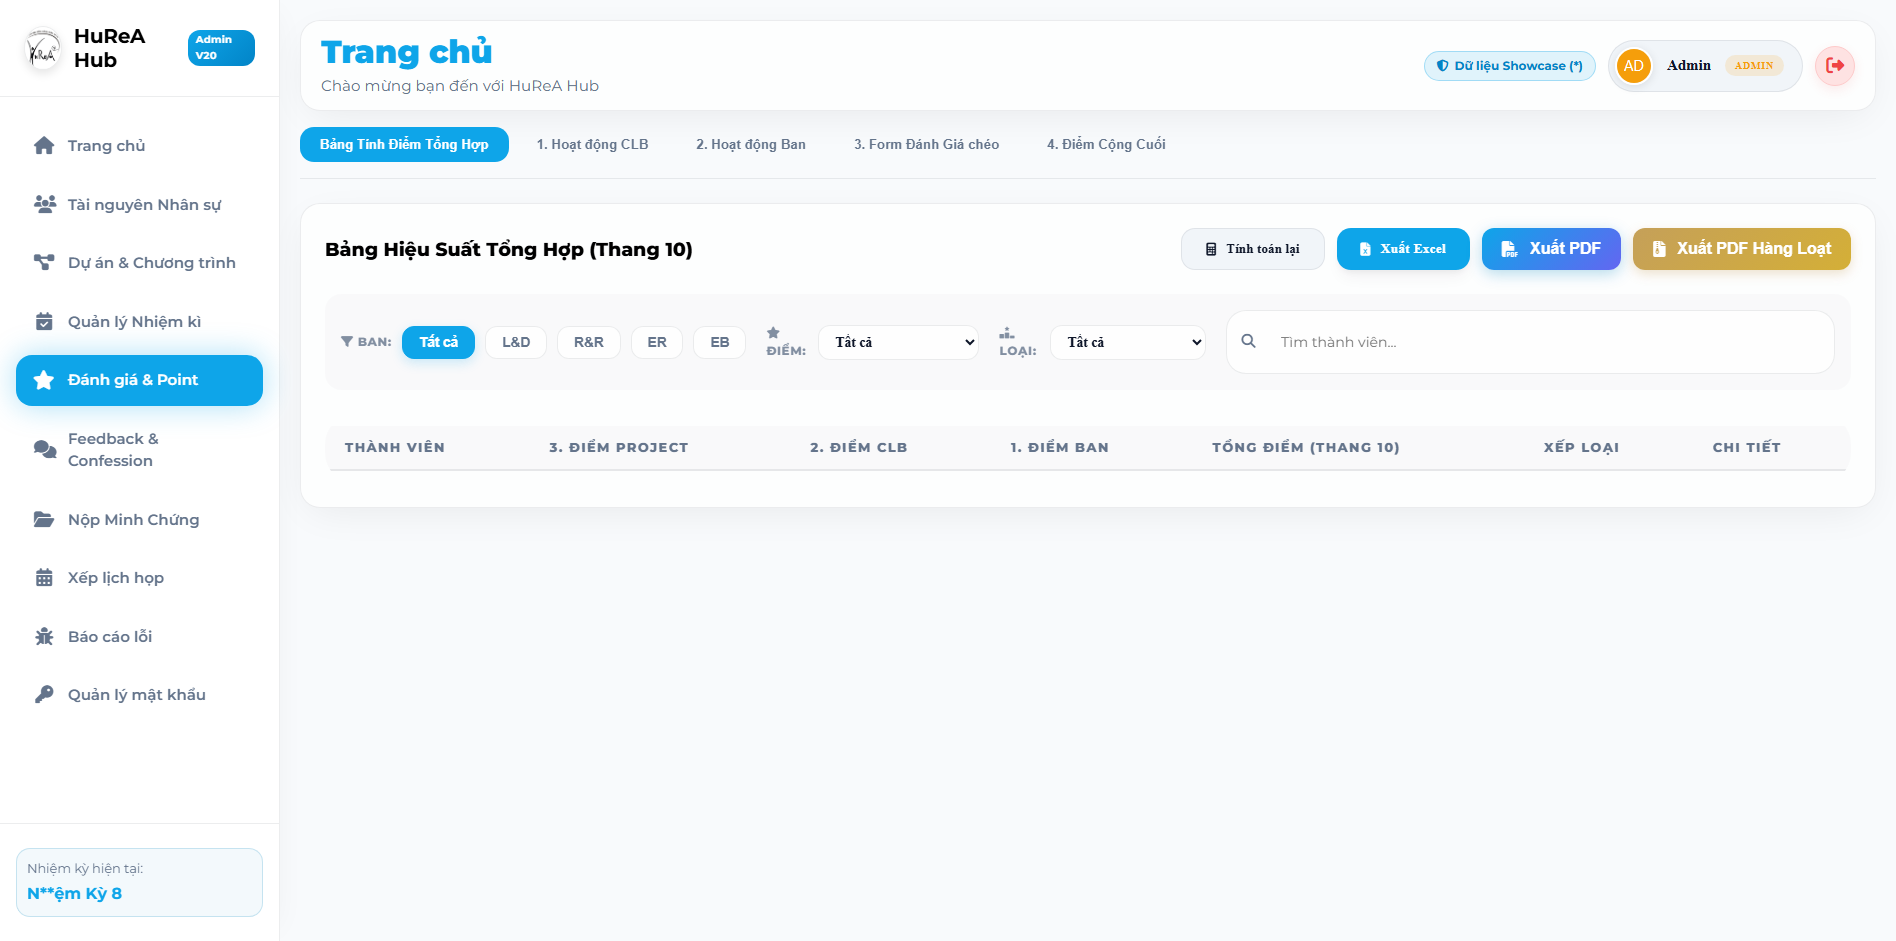 HuReA
Hub
Admin
V20
Trang chủ
Tài nguyên Nhân sự
Dự án & Chương trình
Quản lý Nhiệm kì
Đánh giá & Point
Feedback &
Confession
Nộp Minh Chứng
Xếp lịch họp
Báo cáo lỗi
Quản lý mật khẩu
Nhiệm kỳ hiện tại:
N**ệm Kỳ 8
Trang chủ
Chào mừng bạn đến với HuReA Hub
Dữ liệu Showcase (*)
AD
Admin
ADMIN
Bảng Tính Điểm Tổng Hợp
1. Hoạt động CLB
2. Hoạt động Ban
3. Form Đánh Giá chéo
4. Điểm Cộng Cuối
Bảng Hiệu Suất Tổng Hợp (Thang 10)
Tính toán lại
Xuất Excel
Xuất PDF
Xuất PDF Hàng Loạt
BAN:
Tất cả
L&D
R&R
ER
EB
ĐIỂM:
Tất cả
LOẠI:
Tất cả
Tìm thành viên...
THÀNH VIÊN
3. ĐIỂM PROJECT
2. ĐIỂM CLB
1. ĐIỂM BAN
TỔNG ĐIỂM (THANG 10)
XẾP LOẠI
CHI TIẾT